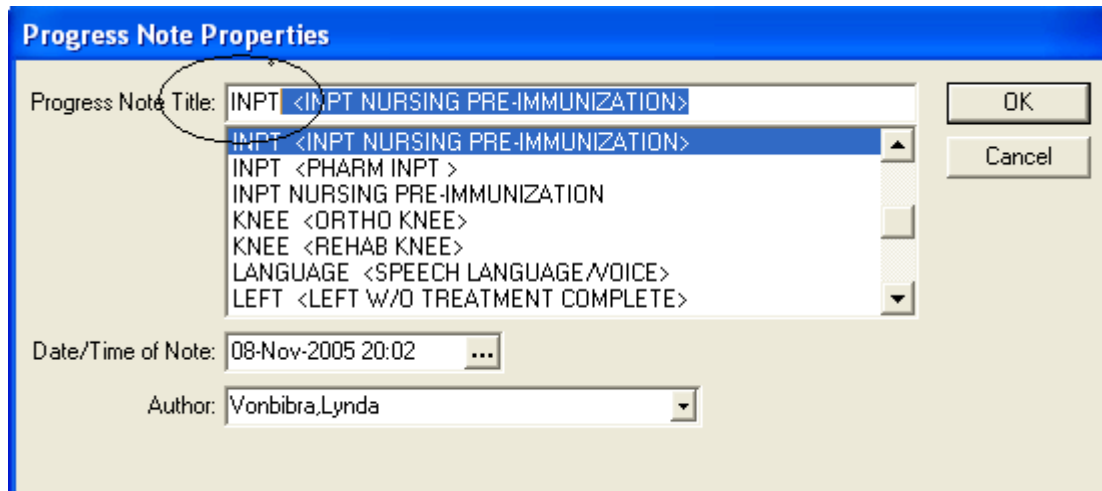 Progress Note Properties
Progress Note Title: INPT <INPT NURSING PRE-IMMUNIZATION>
OK
INPT <INPT NURSING PRE-IMMUNIZATION>
Cancel
INPT <PHARM INPT >
INPT NURSING PRE-IMMUNIZATION
KNEE <ORTHO KNEE>
KNEE <REHAB KNEE>
LANGUAGE <SPEECH LANGUAGE/VOICE>
LEFT <LEFT W/O TREATMENT COMPLETE>
Date/Time of Note: 08-Nov-2005 20:02 ...
Author: Vonbibra,Lynda